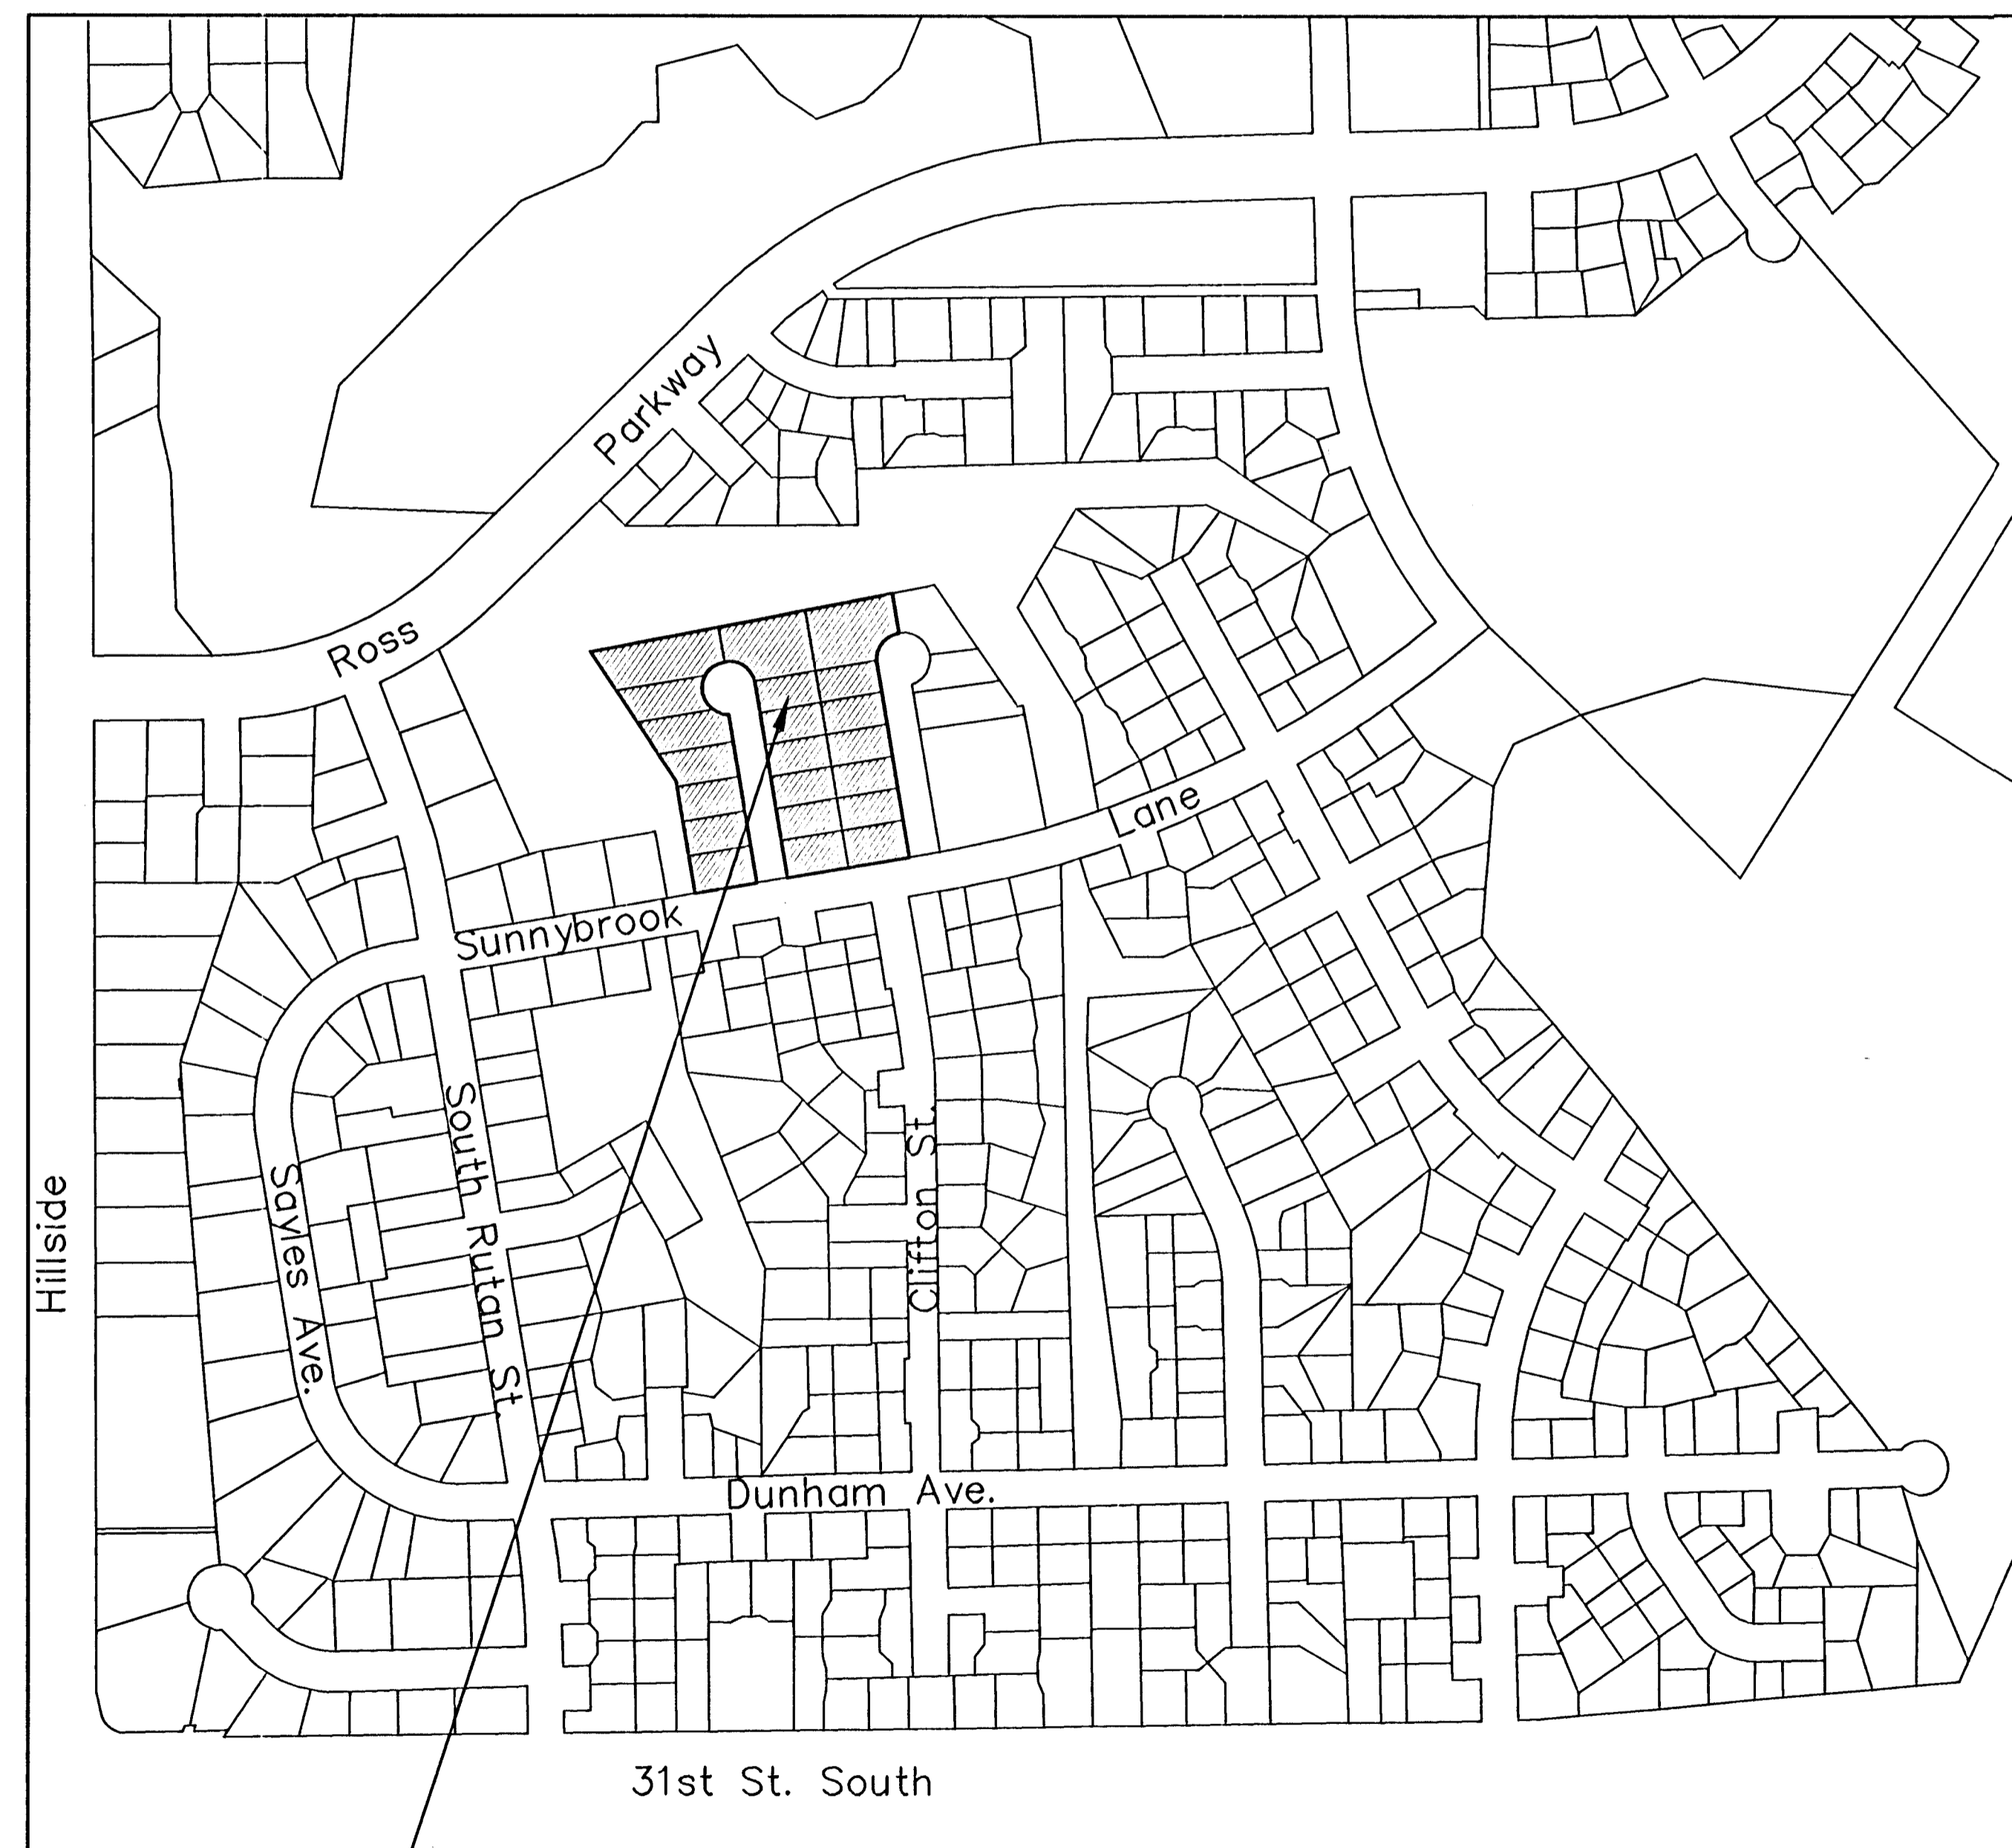 Parkway
Ross
Lane
Sunnybrook
South Rutan St.
Clifton St.
Sayles Ave.
Hillside
Dunham Ave.
31st St. South